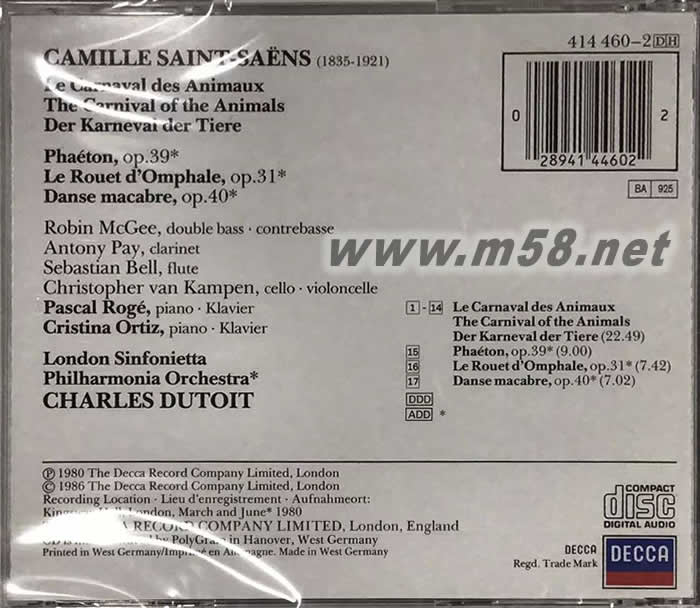 CAMILLE SAINT-SAËNS (1835-1921)
414 460-2 DH
Le Carnaval des Animaux
The Carnival of the Animals
Der Karneval der Tiere
0 28941 44602 2
Phaéton, op.39*
Le Rouet d'Omphale, op.31*
Danse macabre, op.40*
BA 925
Robin McGee, double bass · contrebasse
Antony Pay, clarinet
Sebastian Bell, flute
Christopher van Kampen, cello · violoncelle
Pascal Rogé, piano · Klavier
Cristina Ortiz, piano · Klavier
www.m58.net
London Sinfonietta
Philharmonia Orchestra*
CHARLES DUTOIT
1 - 14 Le Carnaval des Animaux
The Carnival of the Animals
Der Karneval der Tiere (22.49)
15 Phaéton, op.39* (9.00)
16 Le Rouet d'Omphale, op.31* (7.42)
17 Danse macabre, op.40* (7.02)
DDD
ADD *
℗ 1980 The Decca Record Company Limited, London
© 1986 The Decca Record Company Limited, London
Recording Location · Lieu d'enregistrement · Aufnahmeort:
London, March and June* 1980
RECORD COMPANY LIMITED, London, England
by PolyGram in Hanover, West Germany
Printed in West Germany/Imprimé en Allemagne. Made in West Germany
COMPACT
disc
DIGITAL AUDIO
DECCA
Regd. Trade Mark
DECCA